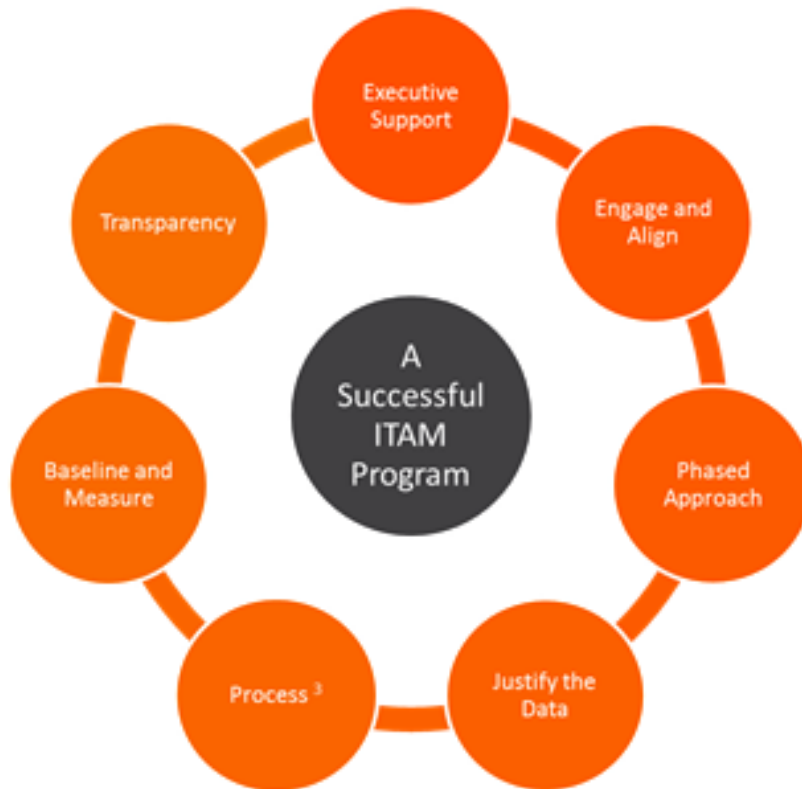 Executive
Support
Engage and
Align
Phased
Approach
Justify the
Data
Process ³
Baseline and
Measure
Transparency
A
Successful
ITAM
Program